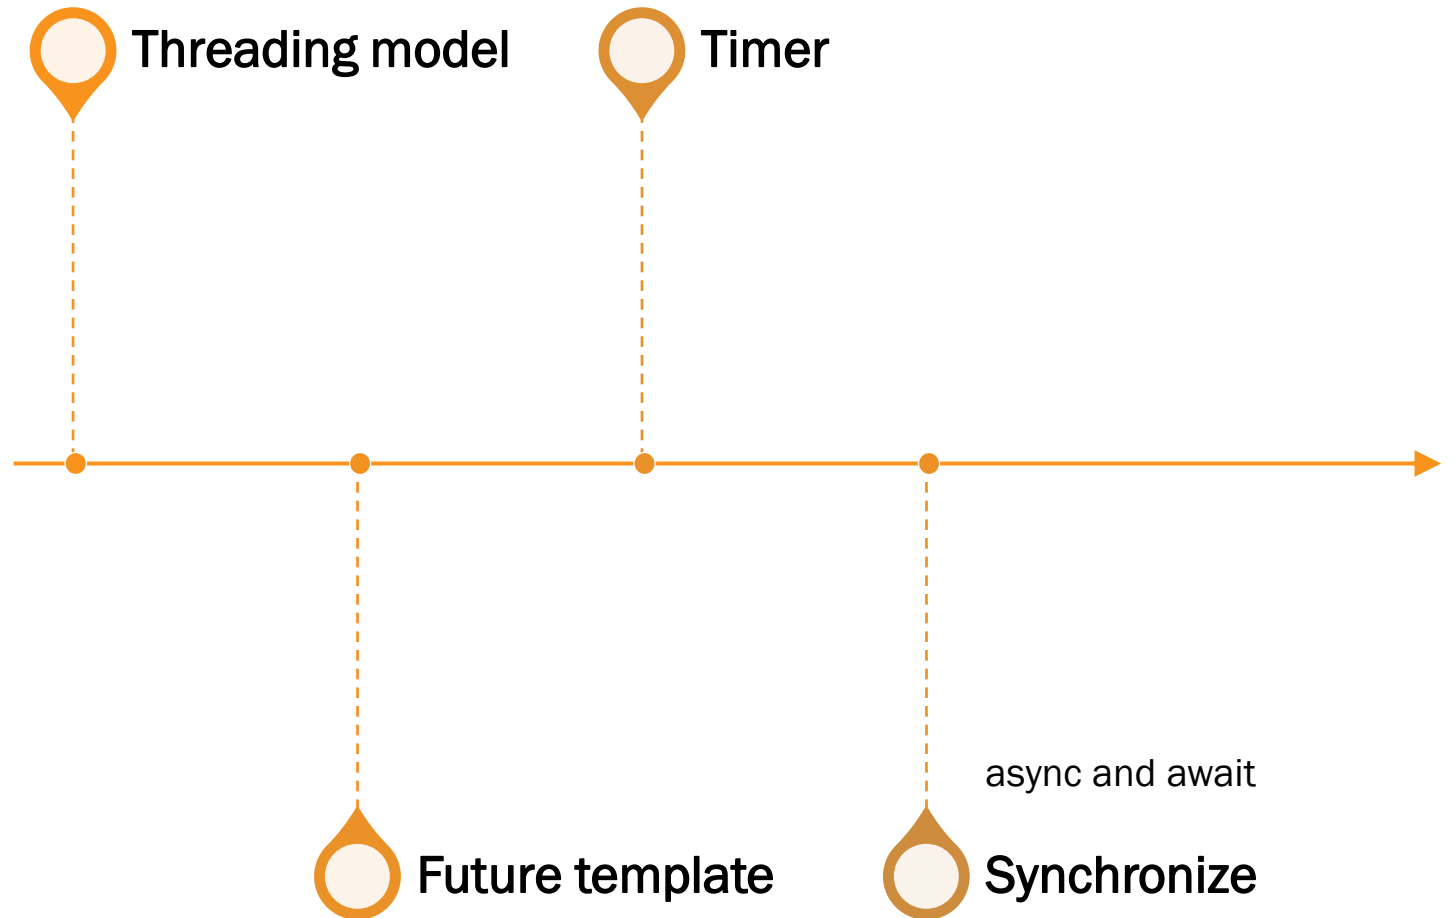 Threading model
Timer
async and await
Future template
Synchronize